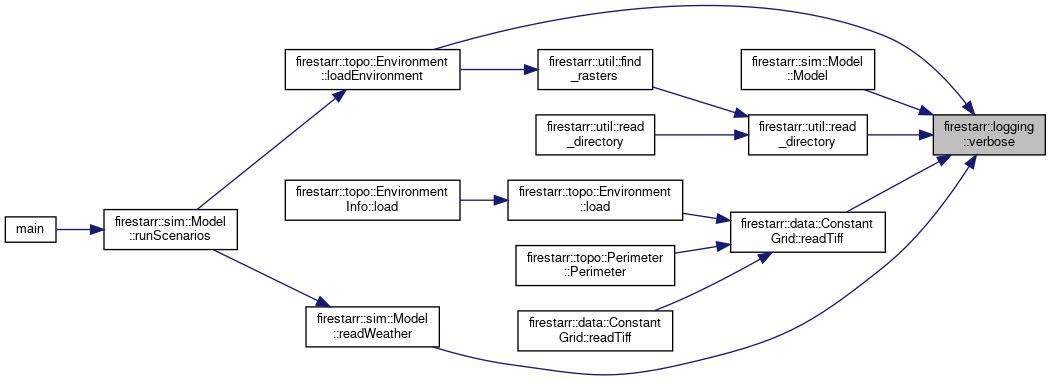 firestarr::topo::Environment
::loadEnvironment
firestarr::util::find
_rasters
firestarr::sim::Model
::Model
firestarr::util::read
_directory
firestarr::util::read
_directory
firestarr::logging
::verbose
firestarr::topo::Environment
Info::load
firestarr::topo::Environment
::load
main
firestarr::sim::Model
::runScenarios
firestarr::data::Constant
Grid::readTiff
firestarr::topo::Perimeter
::Perimeter
firestarr::sim::Model
::readWeather
firestarr::data::Constant
Grid::readTiff